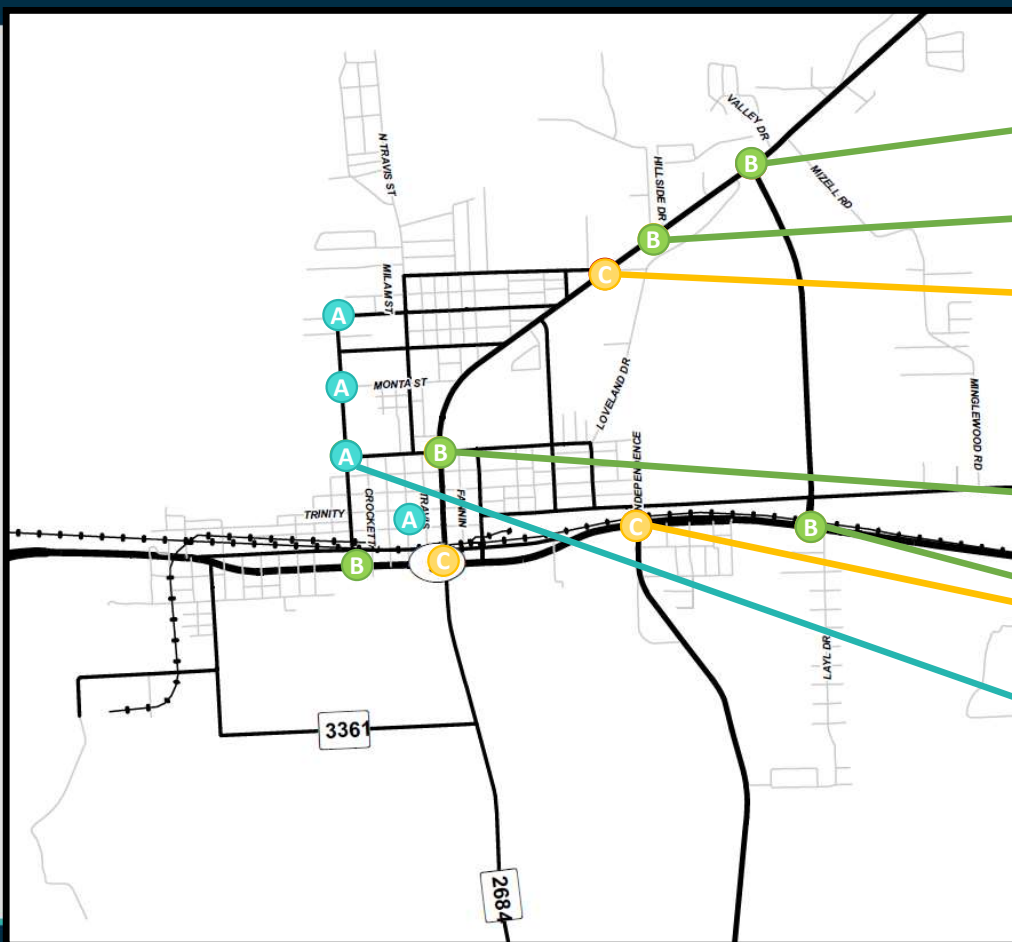 VALLEY DR
N TRAVIS ST
B
HILLSIDE DR
MIZELL RD
B
C
MILAM ST
A
A
MONTA ST
LOVELAND DR
MINGLEWOOD RD
A
B
INDEPENDENCE
CROCKETT
TRAVIS
FANNIN
TRINITY
A
C
B
B
C
LAYL DR
3361
2684